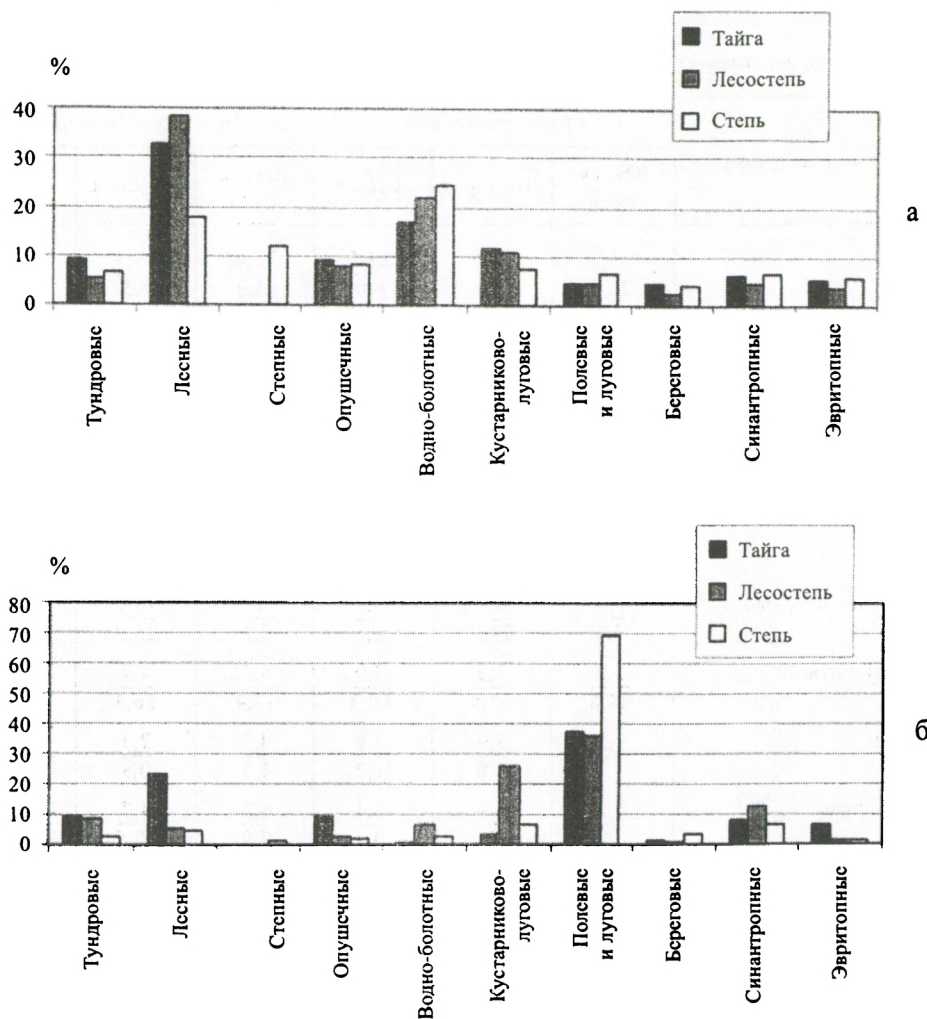 Тайга
Лесостепь
Степь
%
40
30
20
10
0
а
Тундровые
Лесные
Степные
Опушечные
Водно-болотные
Кустарниково-
луговые
Полевые
и луговые
Береговые
Синантропные
Эвритопные
Тайга
Лесостепь
Степь
%
80
70
60
50
40
30
20
10
0
б
Тундровые
Лесные
Степные
Опушечные
Водно-болотные
Кустарниково-
луговые
Полевые
и луговые
Береговые
Синантропные
Эвритопные